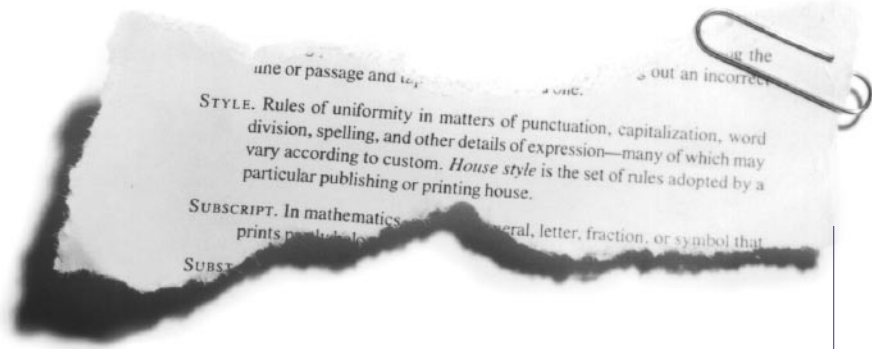 the
line or passage and out an incorrect
STYLE. Rules of uniformity in matters of punctuation, capitalization, word
division, spelling, and other details of expression—many of which may
vary according to custom. House style is the set of rules adopted by a
particular publishing or printing house.
SUBSCRIPT. In mathematics letter, fraction, or symbol that
prints